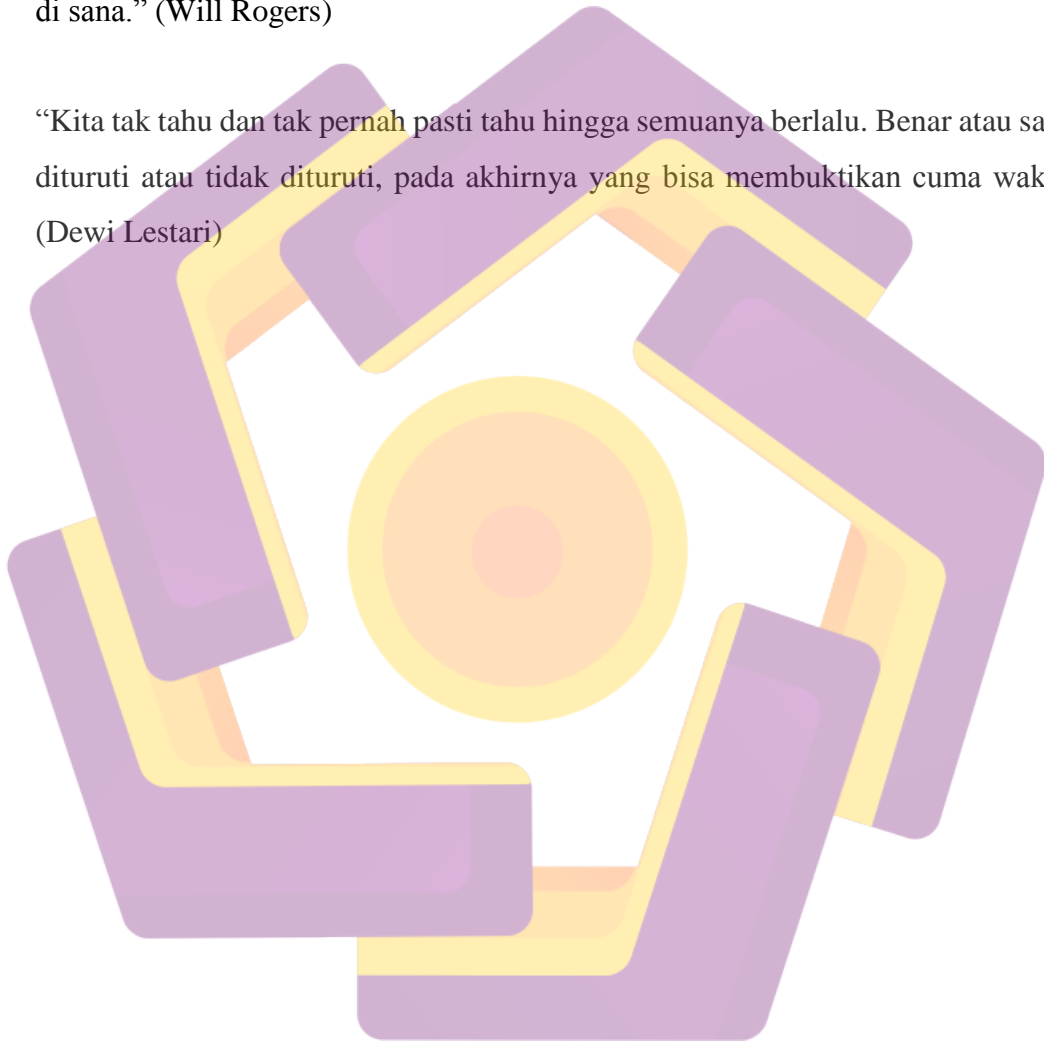 di sana.” (Will Rogers)
“Kita tak tahu dan tak pernah pasti tahu hingga semuanya berlalu. Benar atau
dituruti atau tidak dituruti, pada akhirnya yang bisa membuktikan cuma
(Dewi Lestari)